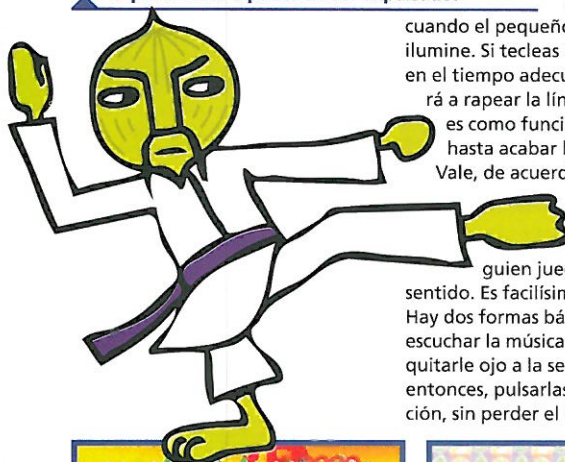 cuando el pequeño
ilumine. Si tecleas
en el tiempo adecu
rá a rapear la lín
es como funci
hasta acabar l
Vale, de acuerd
guien jue
sentido. Es facilísim
Hay dos formas bá
escuchar la música
quitarle ojo a la se
entonces, pulsarlas
ción, sin perder el